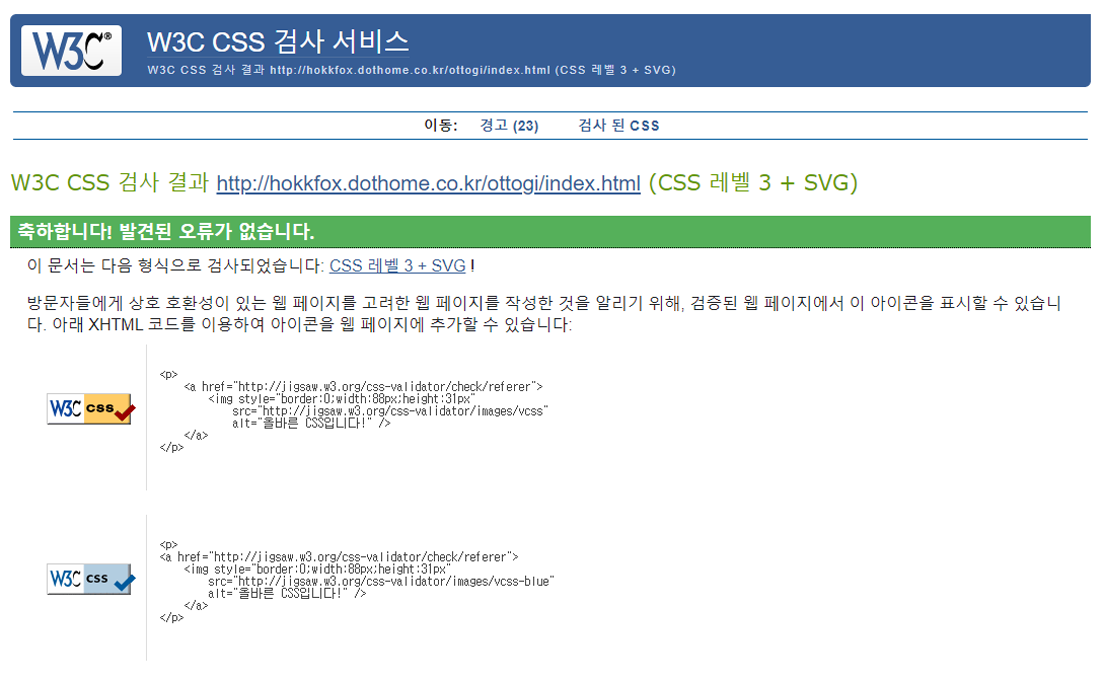 W3C® W3C CSS 검사 서비스
W3C CSS 검사 결과 http://hokkfox.dothome.co.kr/ottogi/index.html (CSS 레벨 3 + SVG)
이동: 경고 (23) 검사 된 CSS
W3C CSS 검사 결과 http://hokkfox.dothome.co.kr/ottogi/index.html (CSS 레벨 3 + SVG)
축하합니다! 발견된 오류가 없습니다.
이 문서는 다음 형식으로 검사되었습니다: CSS 레벨 3 + SVG !
방문자들에게 상호 호환성이 있는 웹 페이지를 고려한 웹 페이지를 작성한 것을 알리기 위해, 검증된 웹 페이지에서 이 아이콘을 표시할 수 있습니
다. 아래 XHTML 코드를 이용하여 아이콘을 웹 페이지에 추가할 수 있습니다:
W3C css
<p>
<a href="http://jigsaw.w3.org/css-validator/check/referer">
<img style="border:0;width:88px;height:31px"
src="http://jigsaw.w3.org/css-validator/images/vcss"
alt="올바른 CSS입니다!" />
</a>
</p>
W3C css
<p>
<a href="http://jigsaw.w3.org/css-validator/check/referer">
<img style="border:0;width:88px;height:31px"
src="http://jigsaw.w3.org/css-validator/images/vcss-blue"
alt="올바른 CSS입니다!" />
</a>
</p>